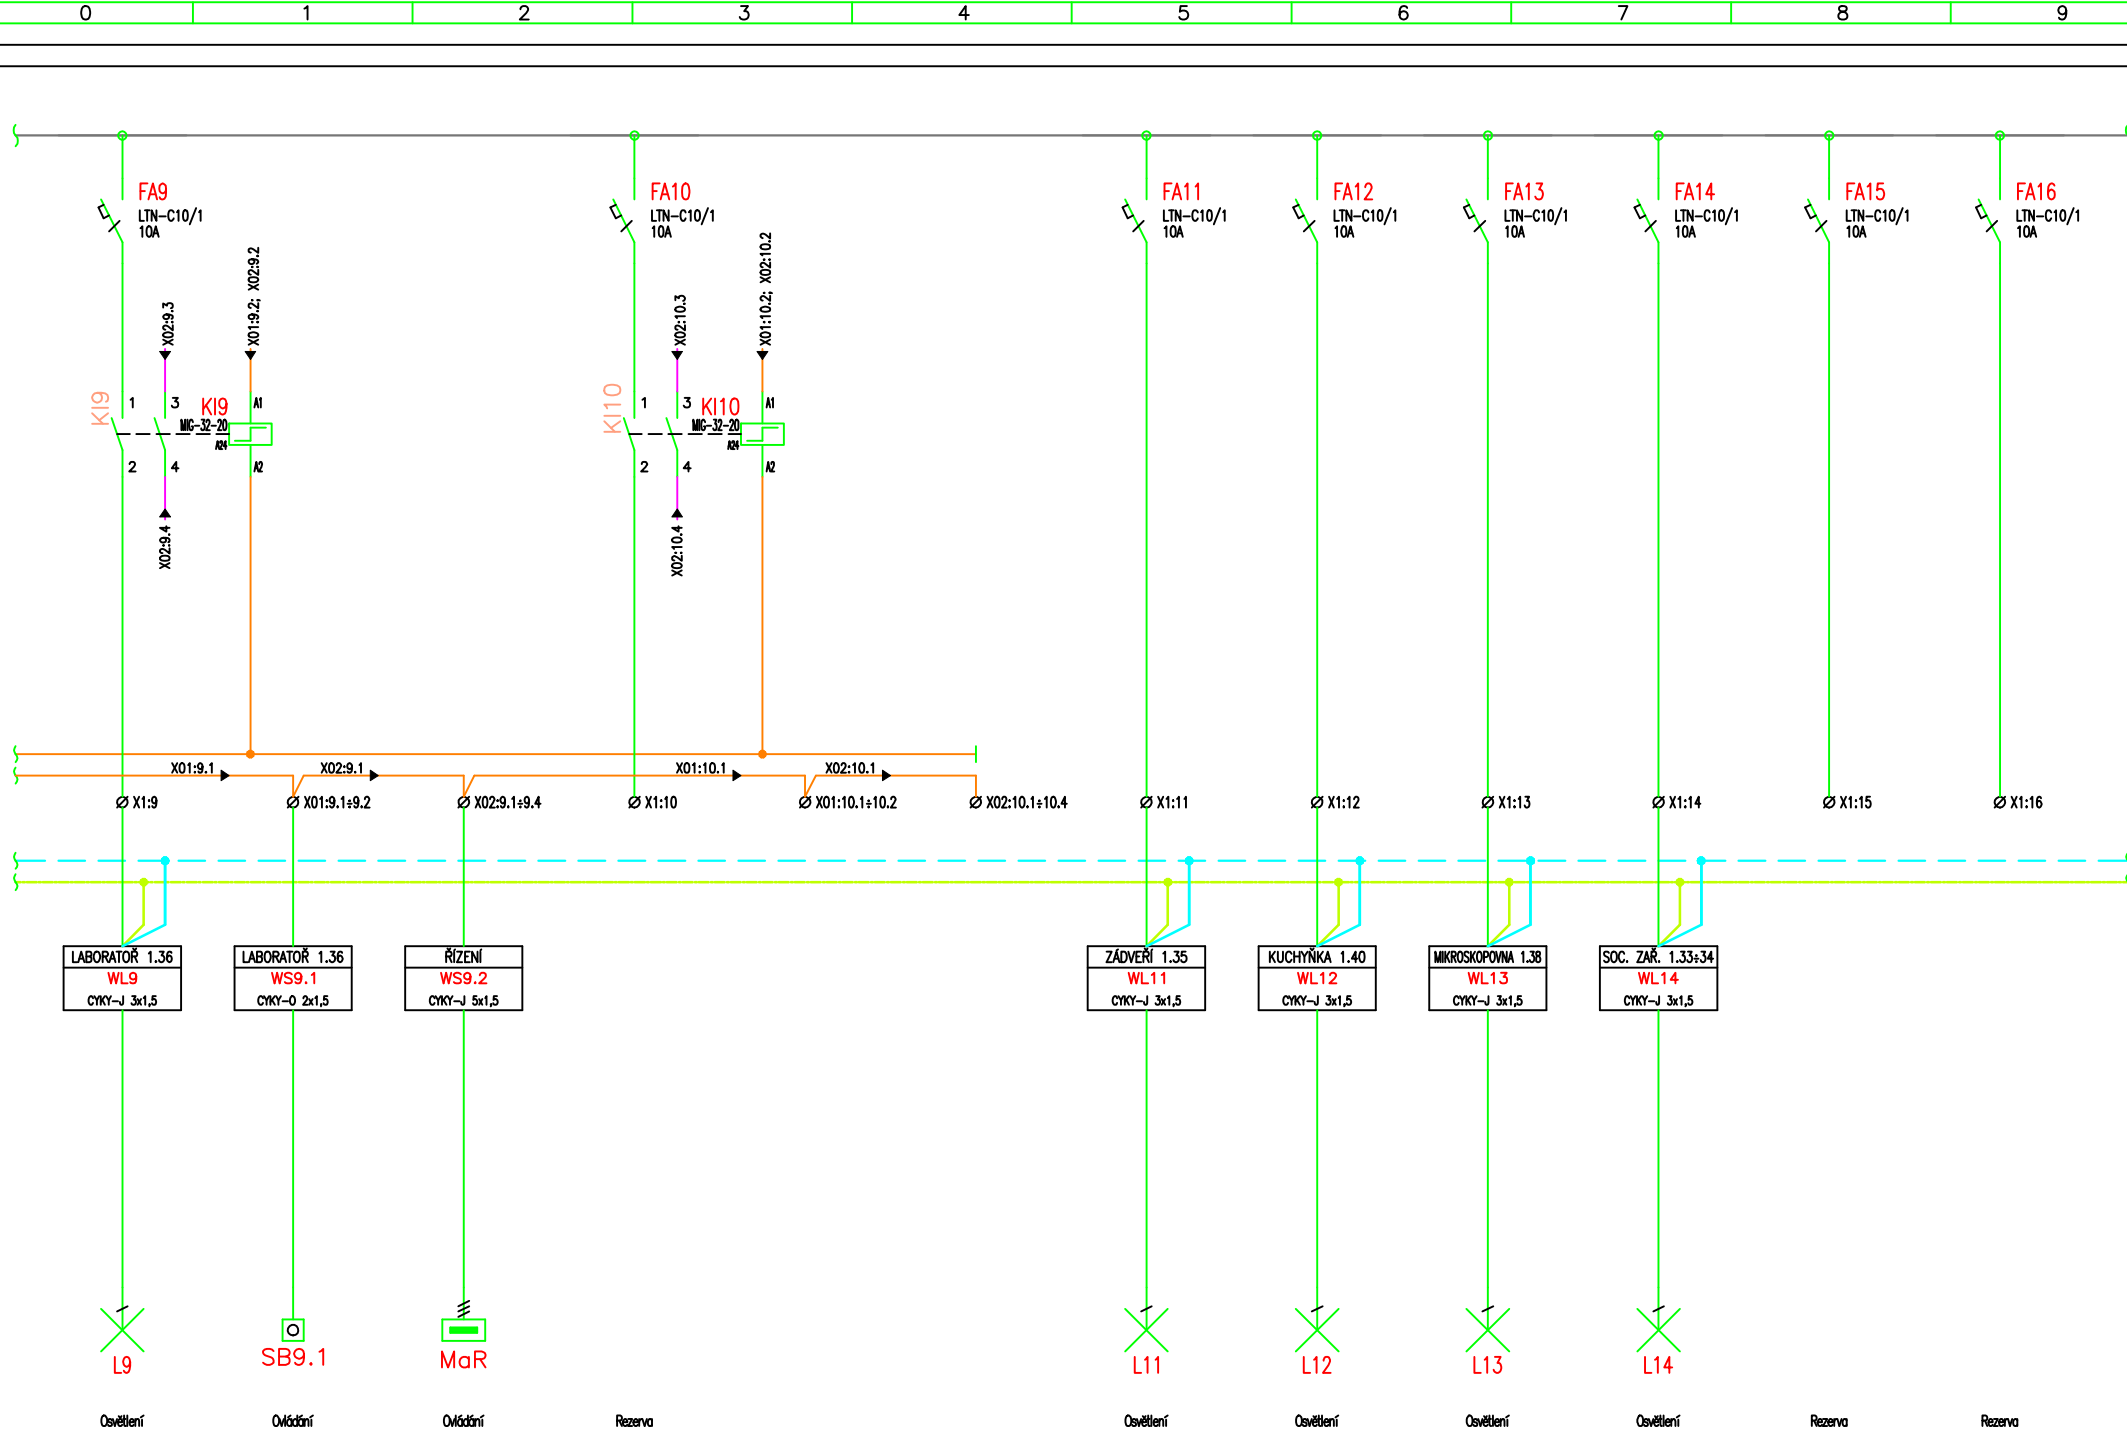 0 1 2 3 4 5 6 7 8 9
FA9 FA10 FA11 FA12 FA13 FA14 FA15 FA16
LTN-C10/1 LTN-C10/1 LTN-C10/1 LTN-C10/1 LTN-C10/1 LTN-C10/1 LTN-C10/1 LTN-C10/1
10A 10A 10A 10A 10A 10A 10A 10A
X02:9.3
X01:9.2; X02:9.2
X02:10.3
X01:10.2; X02:10.2
KI9
1 3 KI9 A1
MIG-32-20
A24
2 4 A2
X02:9.4
KI10
1 3 KI10 A1
MIG-32-20
A24
2 4 A2
X02:10.4
X01:9.1 X02:9.1 X01:10.1 X02:10.1
X1:9 X01:9.1÷9.2 X02:9.1÷9.4 X1:10 X01:10.1÷10.2 X02:10.1÷10.4 X1:11 X1:12 X1:13 X1:14 X1:15 X1:16
LABORATOŘ 1.36 LABORATOŘ 1.36 ŘÍZENÍ ZÁDVEŘÍ 1.35 KUCHYŇKA 1.40 MIKROSKOPOVNA 1.38 SOC. ZAŘ. 1.33÷34
WL9 WS9.1 WS9.2 WL11 WL12 WL13 WL14
CYKY-J 3x1,5 CYKY-O 2x1,5 CYKY-J 5x1,5 CYKY-J 3x1,5 CYKY-J 3x1,5 CYKY-J 3x1,5 CYKY-J 3x1,5
L9 SB9.1 MaR L11 L12 L13 L14
Osvětlení Ovládání Ovládání Rezerva Osvětlení Osvětlení Osvětlení Osvětlení Rezerva Rezerva